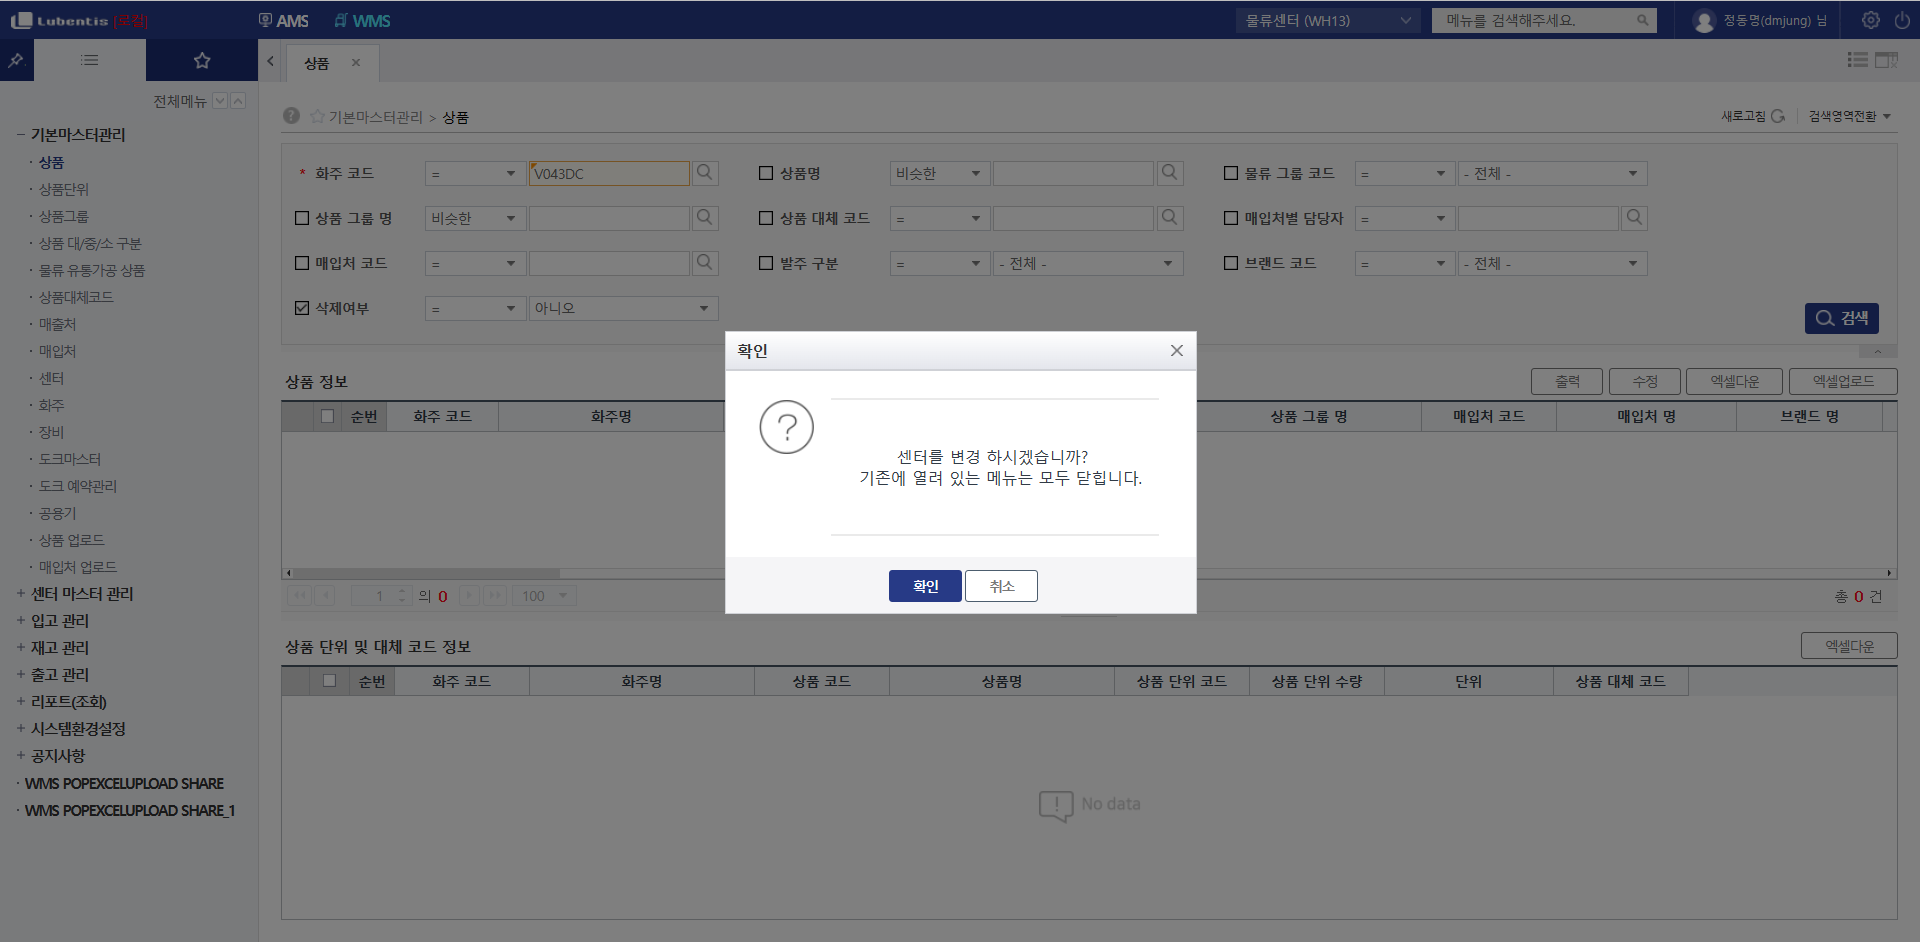 Lubentis [로컬]
AMS
WMS
물류센터 (WH13)
메뉴를 검색해주세요.
정동명(dmjung) 님
상품
전체메뉴
기본마스터관리 > 상품
새로고침
검색영역전환
- 기본마스터관리
· 상품
· 상품단위
· 상품그룹
· 상품 대/중/소 구분
· 물류 유통가공 상품
· 상품대체코드
· 매출처
· 매입처
· 센터
· 화주
· 장비
· 도크마스터
· 도크 예약관리
· 공용기
· 상품 업로드
· 매입처 업로드
+ 센터 마스터 관리
+ 입고 관리
+ 재고 관리
+ 출고 관리
+ 리포트(조회)
+ 시스템환경설정
+ 공지사항
· WMS POPEXCELUPLOAD SHARE
· WMS POPEXCELUPLOAD SHARE_1
* 화주 코드 = V043DC 상품명 비슷한 물류 그룹 코드 = - 전체 -
상품 그룹 명 비슷한 상품 대체 코드 = 매입처별 담당자 =
매입처 코드 = 발주 구분 = - 전체 - 브랜드 코드 = - 전체 -
삭제여부 = 아니오
검색
상품 정보
출력 수정 엑셀다운 엑셀업로드
순번 화주 코드 화주명 상품 그룹 명 매입처 코드 매입처 명 브랜드 명
확인
?
센터를 변경 하시겠습니까?
기존에 열려 있는 메뉴는 모두 닫힙니다.
확인 취소
1 의 0 100
총 0 건
상품 단위 및 대체 코드 정보
엑셀다운
순번 화주 코드 화주명 상품 코드 상품명 상품 단위 코드 상품 단위 수량 단위 상품 대체 코드
No data